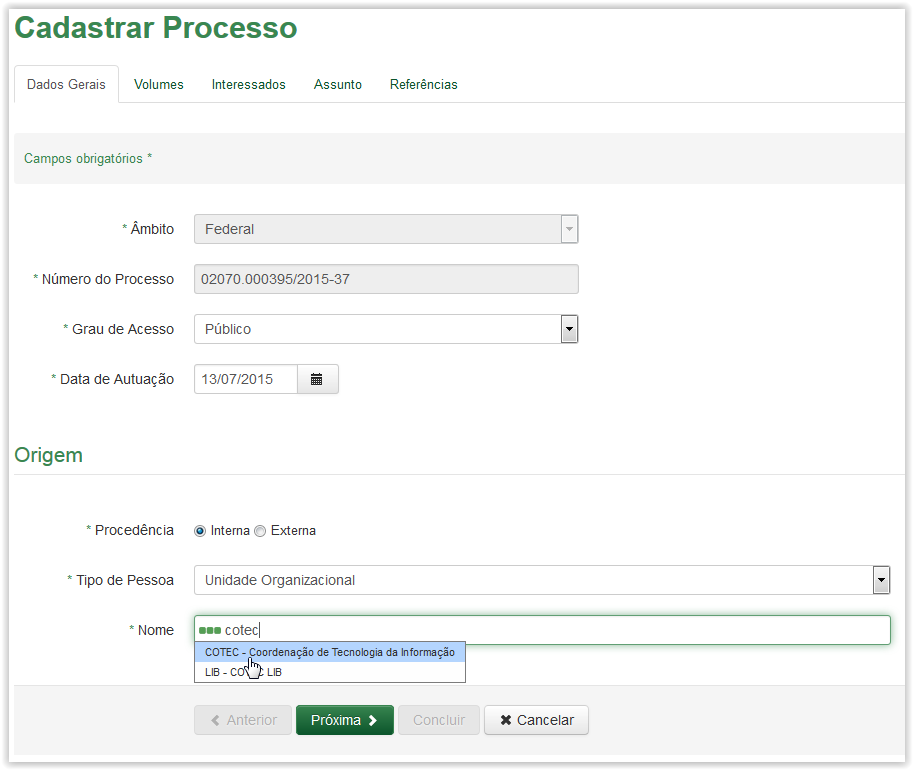 Cadastrar Processo
Dados Gerais Volumes Interessados Assunto Referências
Campos obrigatórios *
* Âmbito Federal
* Número do Processo 02070.000395/2015-37
* Grau de Acesso Público
* Data de Autuação 13/07/2015
Origem
* Procedência Interna Externa
* Tipo de Pessoa Unidade Organizacional
* Nome cotec
COTEC - Coordenação de Tecnologia da Informação
LIB - LIB
Anterior Próxima Concluir Cancelar